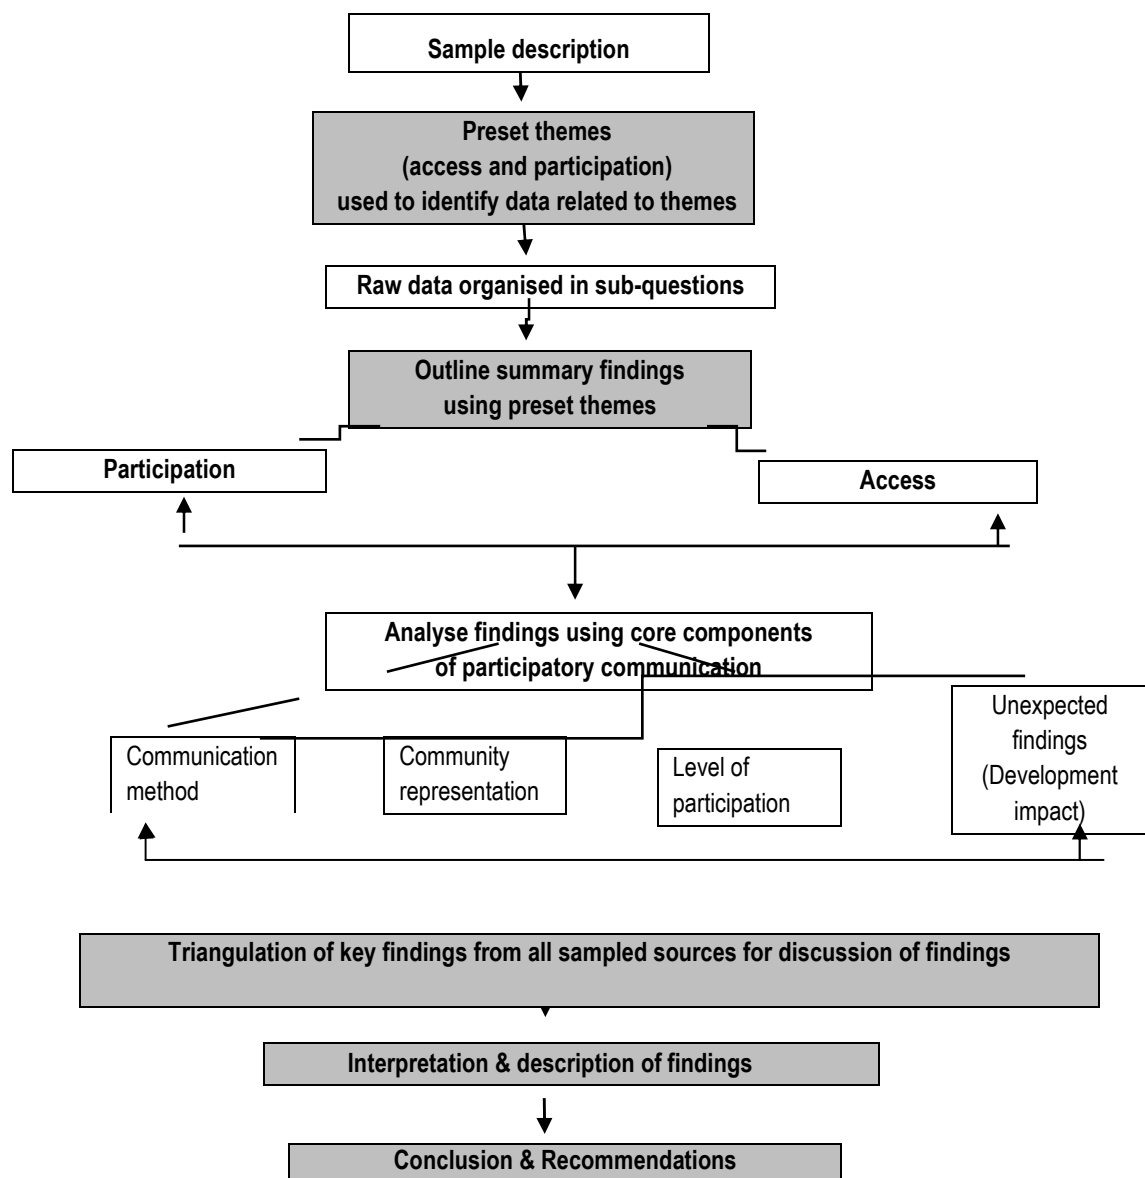 Sample description
Preset themes
(access and participation)
used to identify data related to themes
Raw data organised in sub-questions
Outline summary findings
using preset themes
Participation
Access
Analyse findings using core components
of participatory communication
Communication
method
Community
representation
Level of
participation
Unexpected
findings
(Development
impact)
Triangulation of key findings from all sampled sources for discussion of findings
Interpretation & description of findings
Conclusion & Recommendations